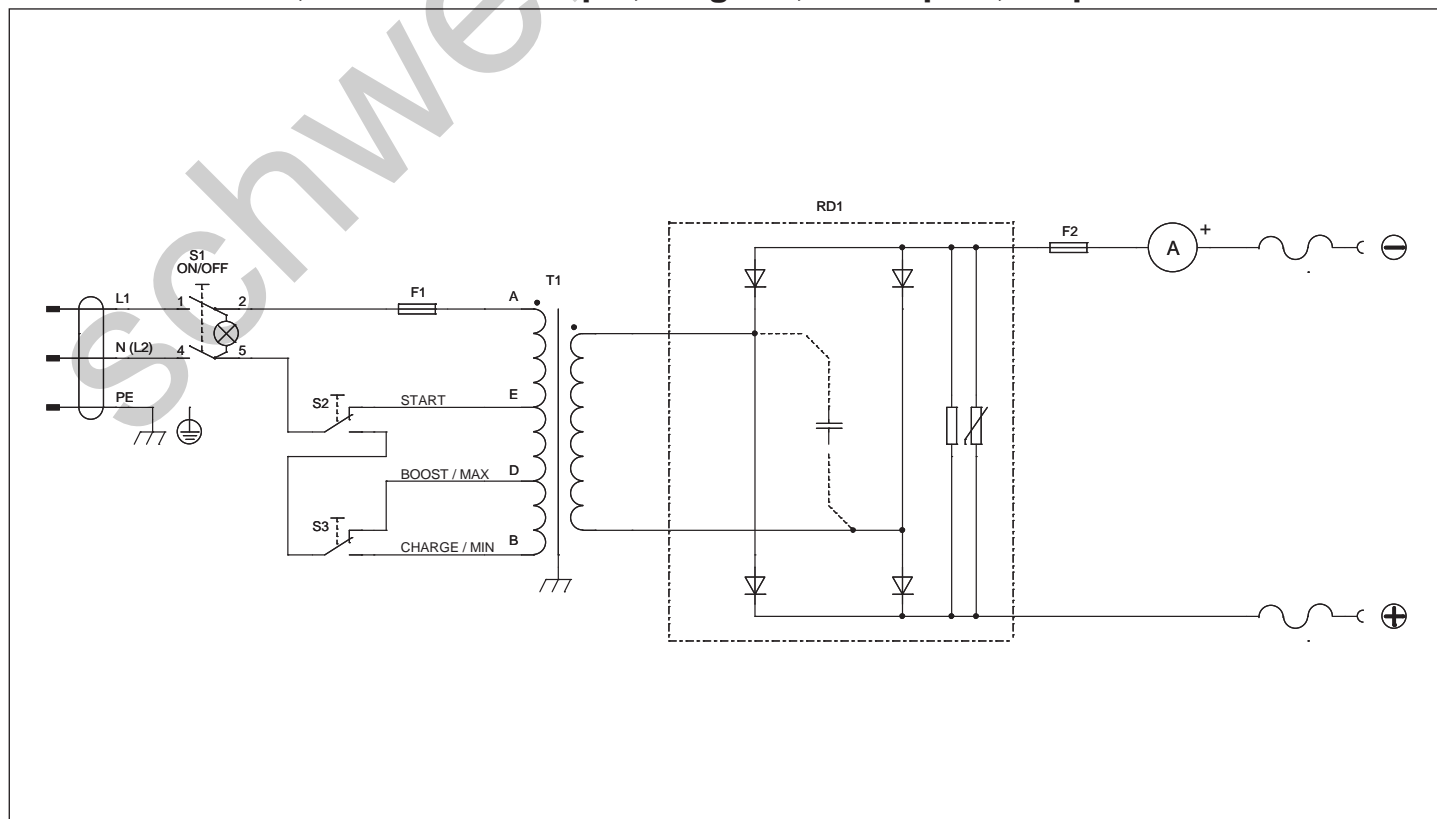 schwe
RD1
F2
A +
S1
ON/OFF
T1
F1
A
L1
1 2
N (L2)
4 5
PE
S2
START
E
BOOST / MAX
D
S3
CHARGE / MIN
B